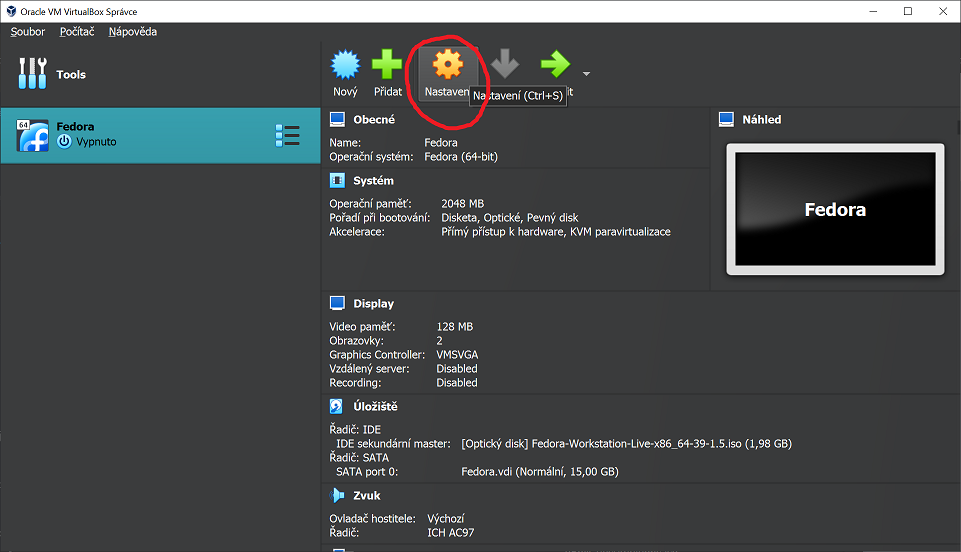 Oracle VM VirtualBox Správce
Soubor Počítač Nápověda
Tools
Nový Přidat Nastavení
Nastavení (Ctrl+S)
64
Fedora
Vypnuto
Obecné
Name: Fedora
Operační systém: Fedora (64-bit)
Systém
Operační paměť: 2048 MB
Pořadí při bootování: Disketa, Optické, Pevný disk
Akcelerace: Přímý přístup k hardware, KVM paravirtualizace
Náhled
Fedora
Display
Video paměť: 128 MB
Obrazovky: 2
Graphics Controller: VMSVGA
Vzdálený server: Disabled
Recording: Disabled
Úložiště
Řadič: IDE
IDE sekundární master: [Optický disk] Fedora-Workstation-Live-x86_64-39-1.5.iso (1,98 GB)
Řadič: SATA
SATA port 0: Fedora.vdi (Normální, 15,00 GB)
Zvuk
Ovladač hostitele: Výchozí
Řadič: ICH AC97